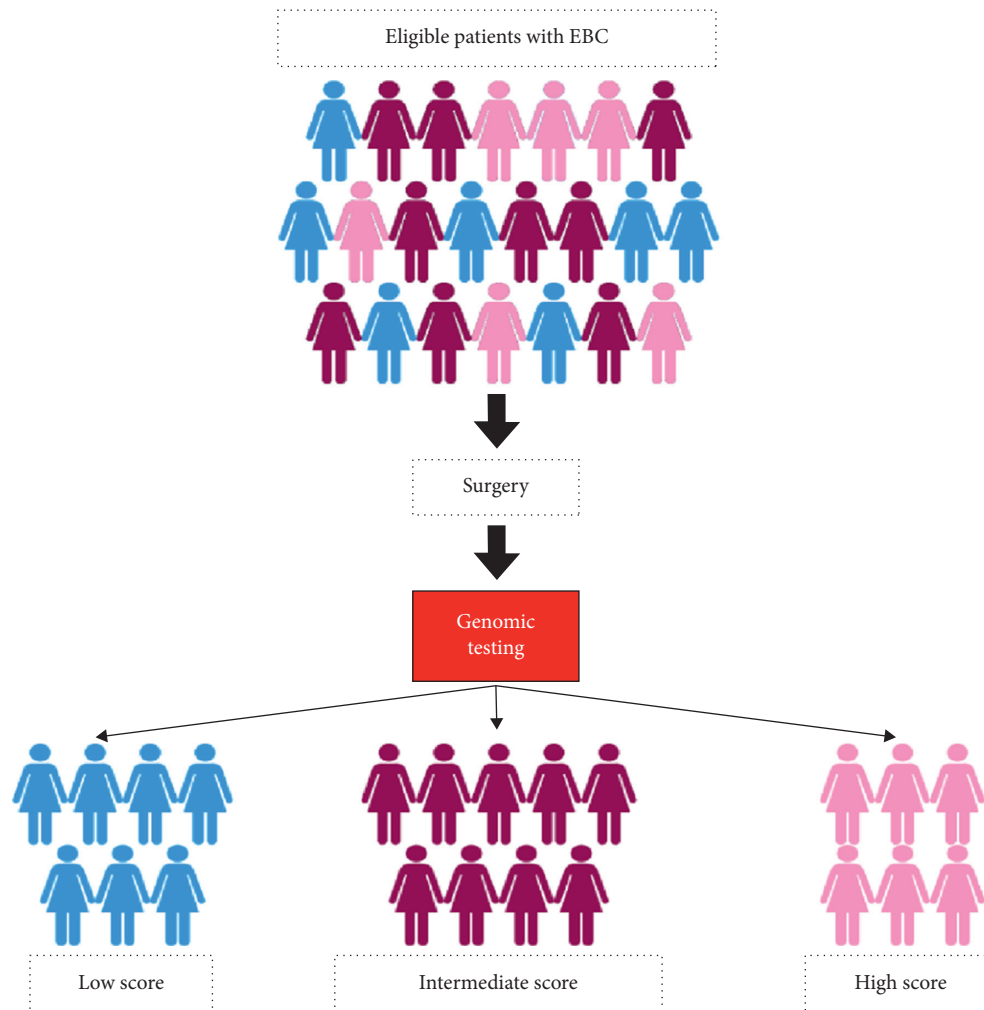 Eligible patients with EBC
Surgery
Genomic
testing
Low score
Intermediate score
High score